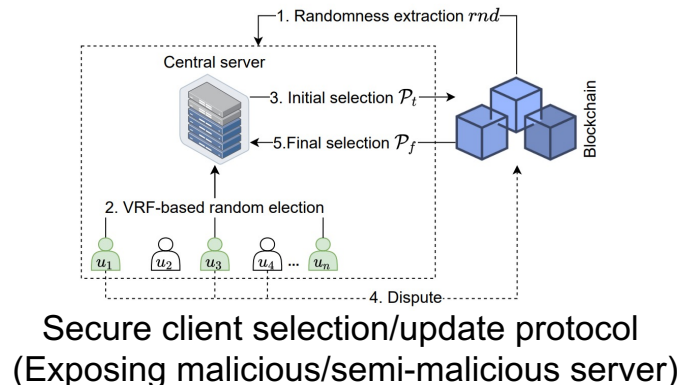 1. Randomness extraction rnd
Central server
3. Initial selection 𝒫t
5.Final selection 𝒫f
Blockchain
2. VRF-based random election
u1 u2 u3 u4 ... un
4. Dispute
Secure client selection/update protocol
(Exposing malicious/semi-malicious server)